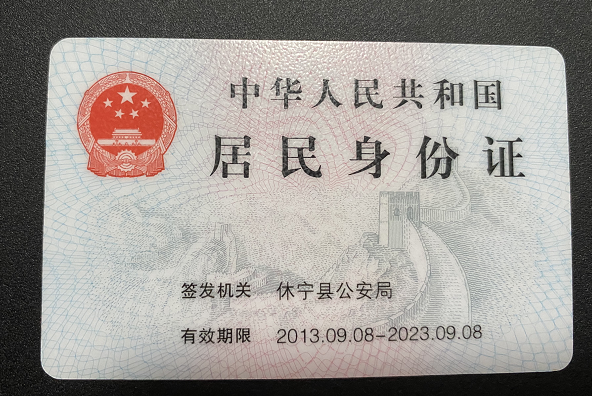 中华人民共和国
居民身份证
签发机关 休宁县公安局
有效期限 2013.09.08-2023.09.08